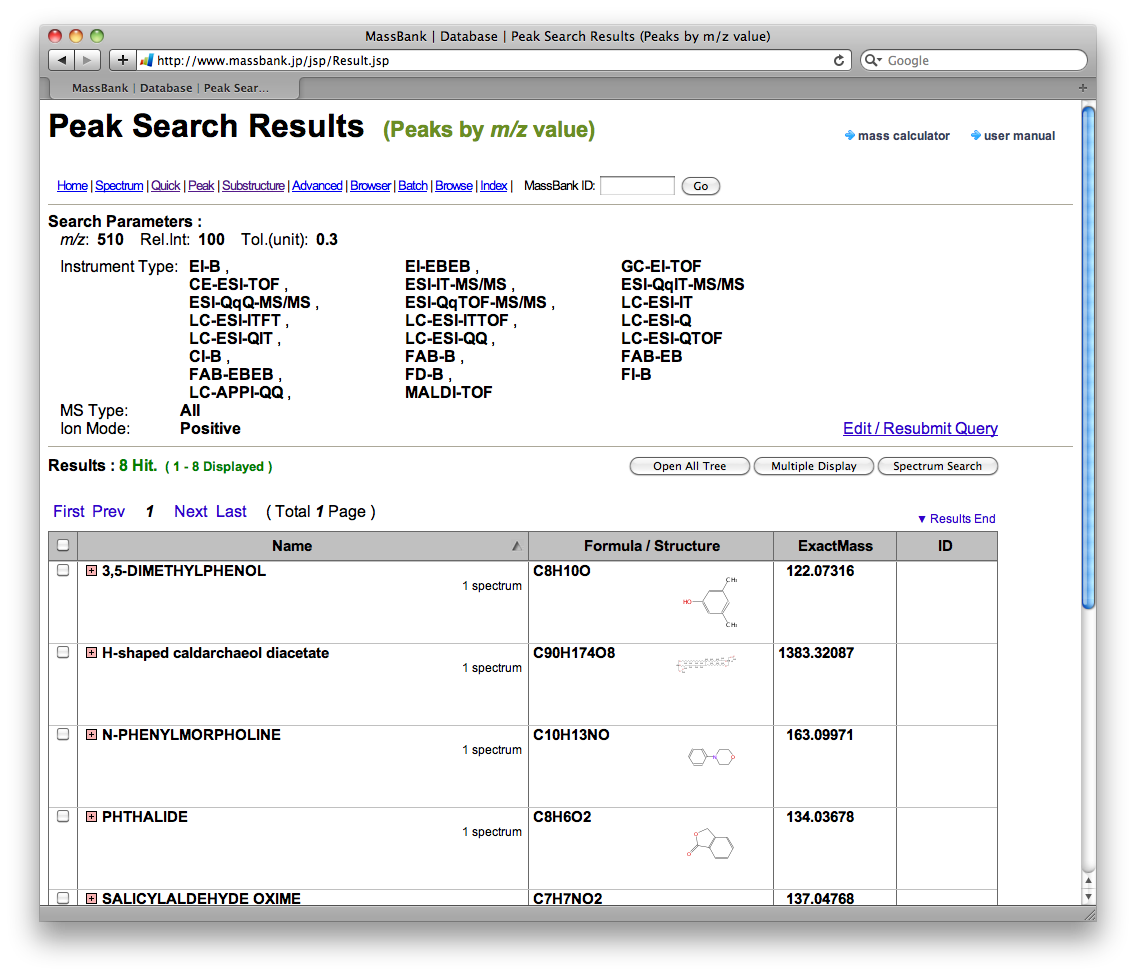 MassBank | Database | Peak Search Results (Peaks by m/z value)
http://www.massbank.jp/jsp/Result.jsp
Google
MassBank | Database | Peak Sear...
Peak Search Results (Peaks by m/z value)
mass calculator user manual
Home | Spectrum | Quick | Peak | Substructure | Advanced | Browser | Batch | Browse | Index | MassBank ID: Go
Search Parameters :
m/z: 510 Rel.Int: 100 Tol.(unit): 0.3
Instrument Type: EI-B , EI-EBEB , GC-EI-TOF
CE-ESI-TOF , ESI-IT-MS/MS , ESI-QqIT-MS/MS
ESI-QqQ-MS/MS , ESI-QqTOF-MS/MS , LC-ESI-IT
LC-ESI-ITFT , LC-ESI-ITTOF , LC-ESI-Q
LC-ESI-QIT , LC-ESI-QQ , LC-ESI-QTOF
CI-B , FAB-B , FAB-EB
FAB-EBEB , FD-B , FI-B
LC-APPI-QQ , MALDI-TOF
MS Type: All
Ion Mode: Positive
Edit / Resubmit Query
Results : 8 Hit. ( 1 - 8 Displayed )
Open All Tree Multiple Display Spectrum Search
First Prev 1 Next Last ( Total 1 Page )
▼ Results End
Name Formula / Structure ExactMass ID
3,5-DIMETHYLPHENOL C8H10O 122.07316
1 spectrum
CH₃
HO
CH₃
H-shaped caldarchaeol diacetate C90H174O8 1383.32087
1 spectrum
N-PHENYLMORPHOLINE C10H13NO 163.09971
1 spectrum
N O
PHTHALIDE C8H6O2 134.03678
1 spectrum
O
O
SALICYLALDEHYDE OXIME C7H7NO2 137.04768